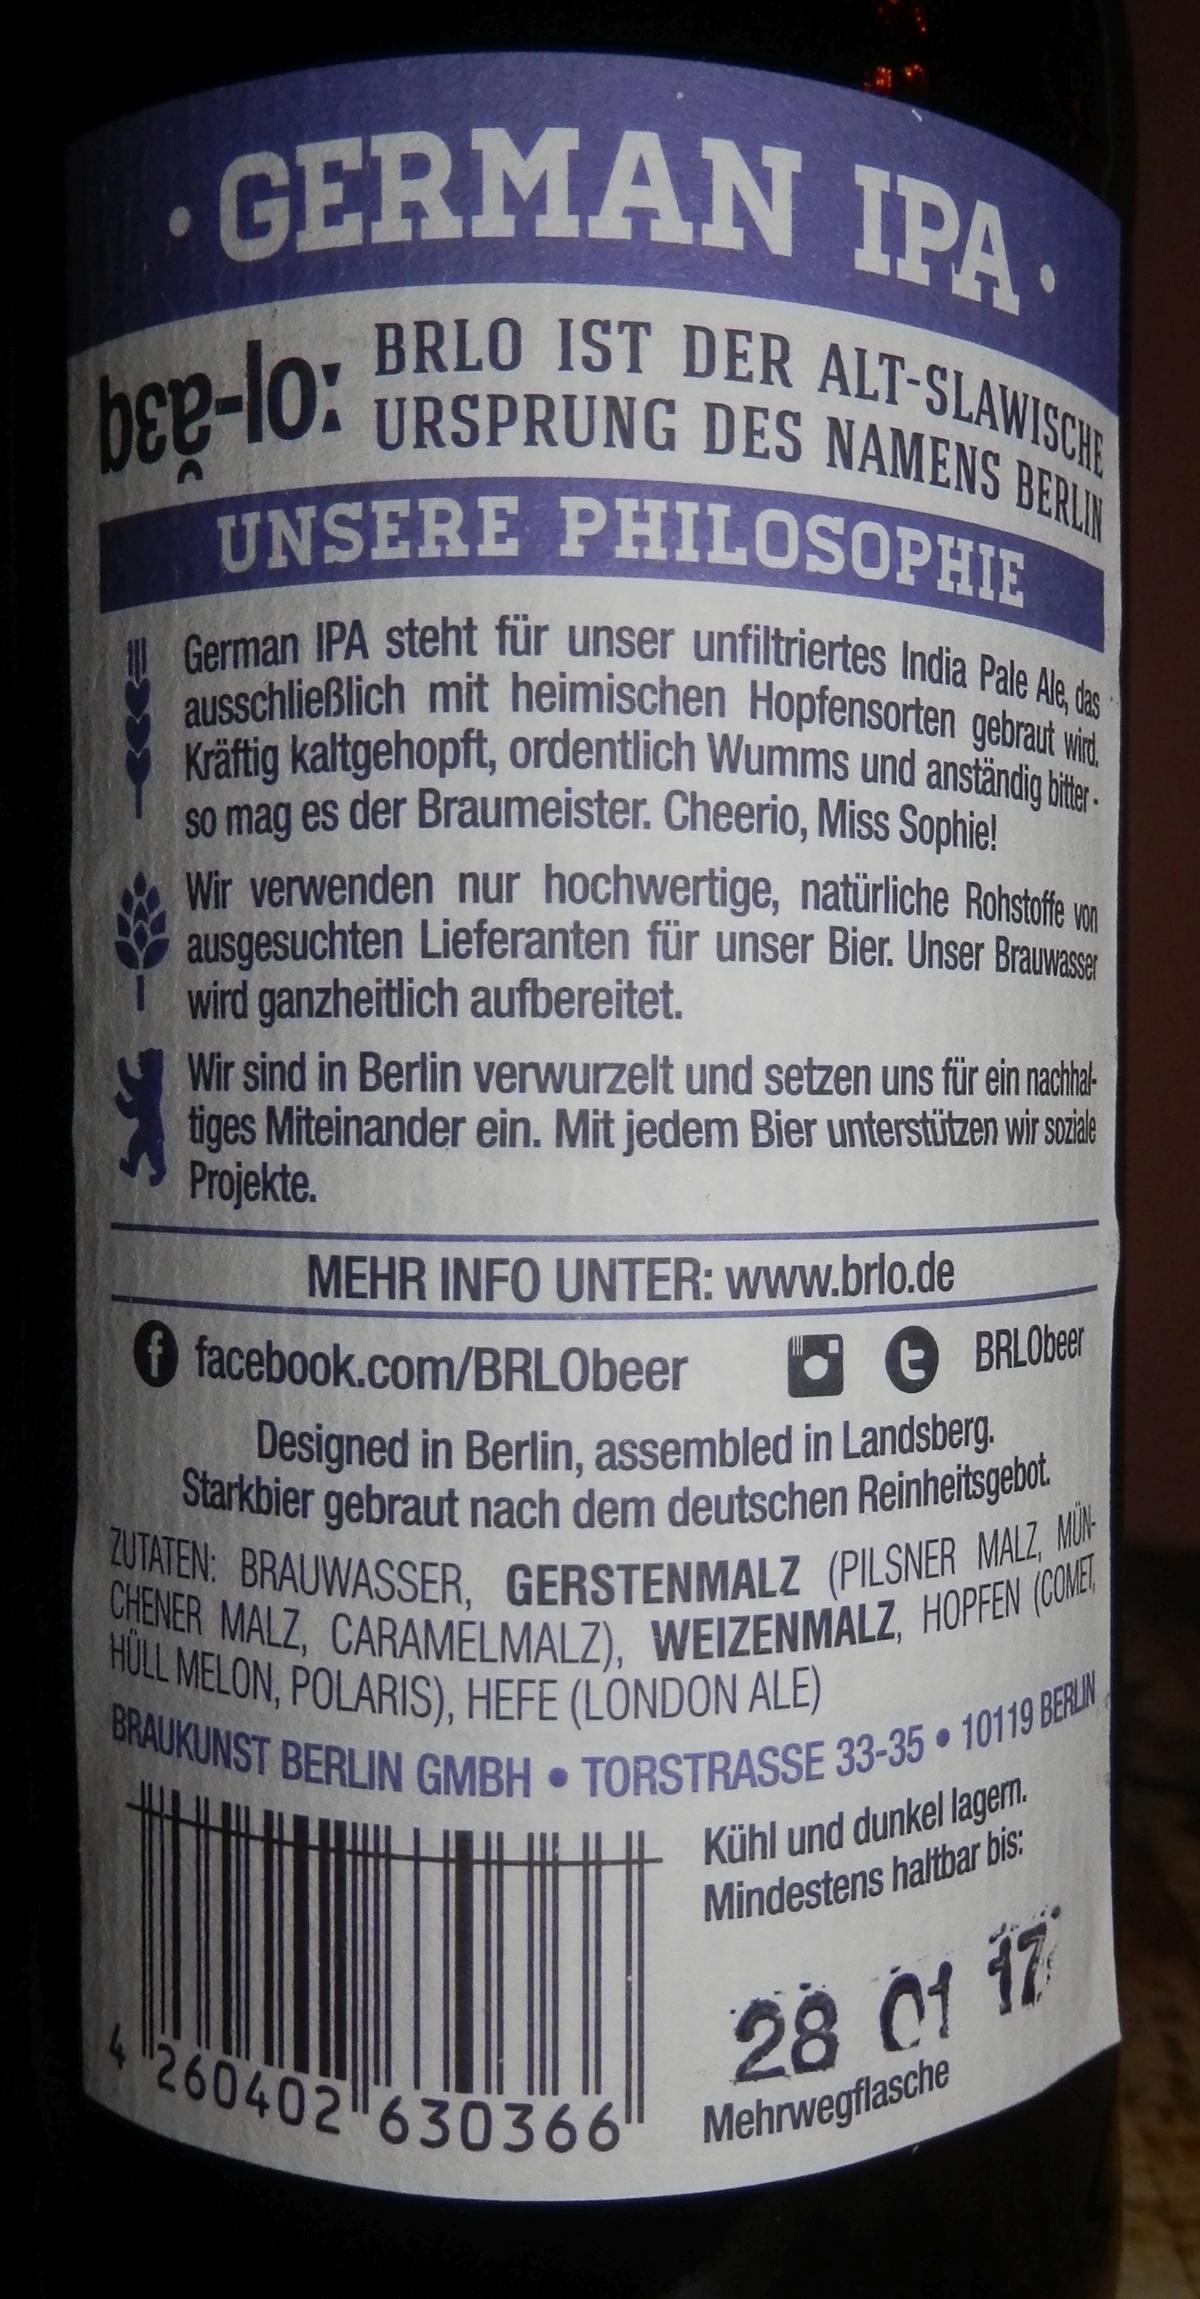 · GERMAN IPA ·
BRLO IST DER ALT-SLAWISCHE
URSPRUNG DES NAMENS BERLIN
UNSERE PHILOSOPHIE
German IPA steht für unser unfiltriertes India Pale Ale, das
ausschließlich mit heimischen Hopfensorten gebraut wird.
Kräftig kaltgehopft, ordentlich Wumms und anständig bitter -
so mag es der Braumeister. Cheerio, Miss Sophie!
Wir verwenden nur hochwertige, natürliche Rohstoffe von
ausgesuchten Lieferanten für unser Bier. Unser Brauwasser
wird ganzheitlich aufbereitet.
Wir sind in Berlin verwurzelt und setzen uns für ein nachhal-
tiges Miteinander ein. Mit jedem Bier unterstützen wir soziale
Projekte.
MEHR INFO UNTER: www.brlo.de
facebook.com/BRLObeer BRLObeer
Designed in Berlin, assembled in Landsberg.
Starkbier gebraut nach dem deutschen Reinheitsgebot.
ZUTATEN: BRAUWASSER, GERSTENMALZ (PILSNER MALZ, MÜN-
CHENER MALZ, CARAMELMALZ), WEIZENMALZ, HOPFEN (COMET,
HÜLL MELON, POLARIS), HEFE (LONDON ALE)
BRAUKUNST BERLIN GMBH • TORSTRASSE 33-35 • 10119 BERLIN
Kühl und dunkel lagern.
Mindestens haltbar bis:
28 01 17
Mehrwegflasche
4 260402 630366